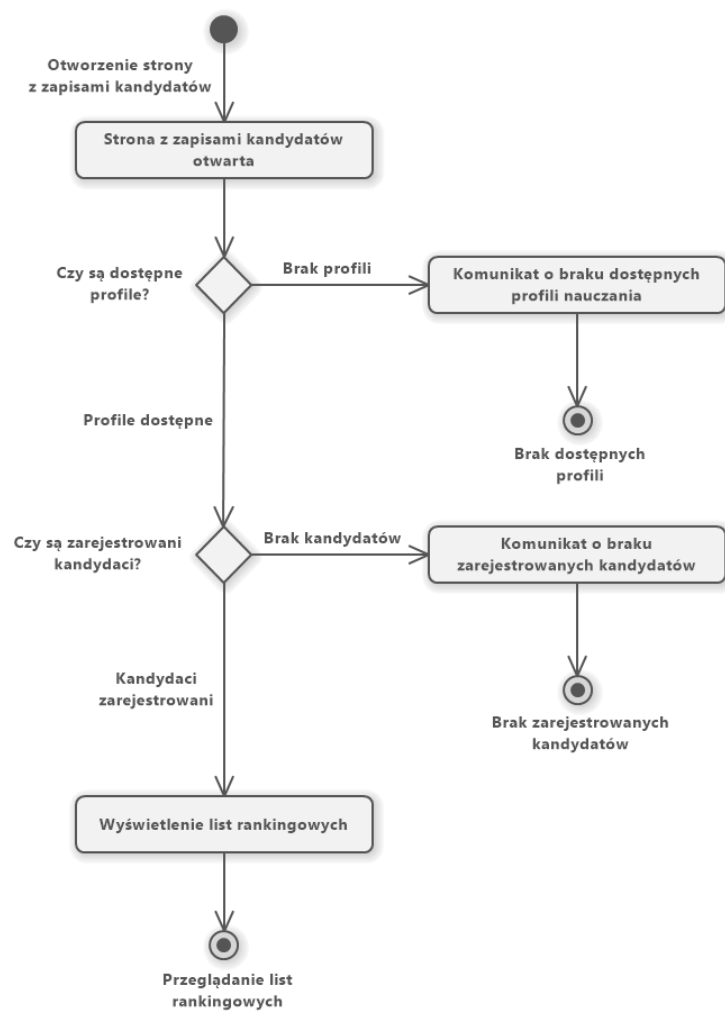 Otworzenie strony
z zapisami kandydatów
Strona z zapisami kandydatów
otwarta
Czy są dostępne
profile?
Brak profili
Komunikat o braku dostępnych
profili nauczania
Brak dostępnych
profili
Profile dostępne
Czy są zarejestrowani
kandydaci?
Brak kandydatów
Komunikat o braku
zarejestrowanych kandydatów
Brak zarejestrowanych
kandydatów
Kandydaci
zarejestrowani
Wyświetlenie list rankingowych
Przeglądanie list
rankingowych